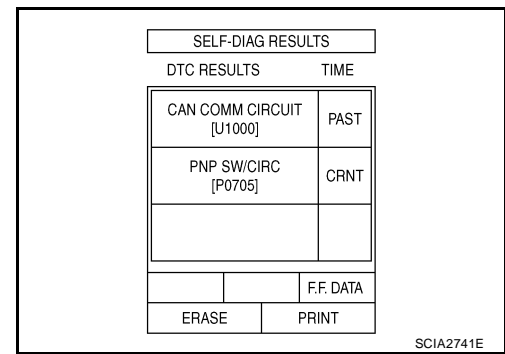 SELF-DIAG RESULTS
DTC RESULTS TIME
CAN COMM CIRCUIT
[U1000] PAST
PNP SW/CIRC
[P0705] CRNT
F.F. DATA
ERASE PRINT
SCIA2741E